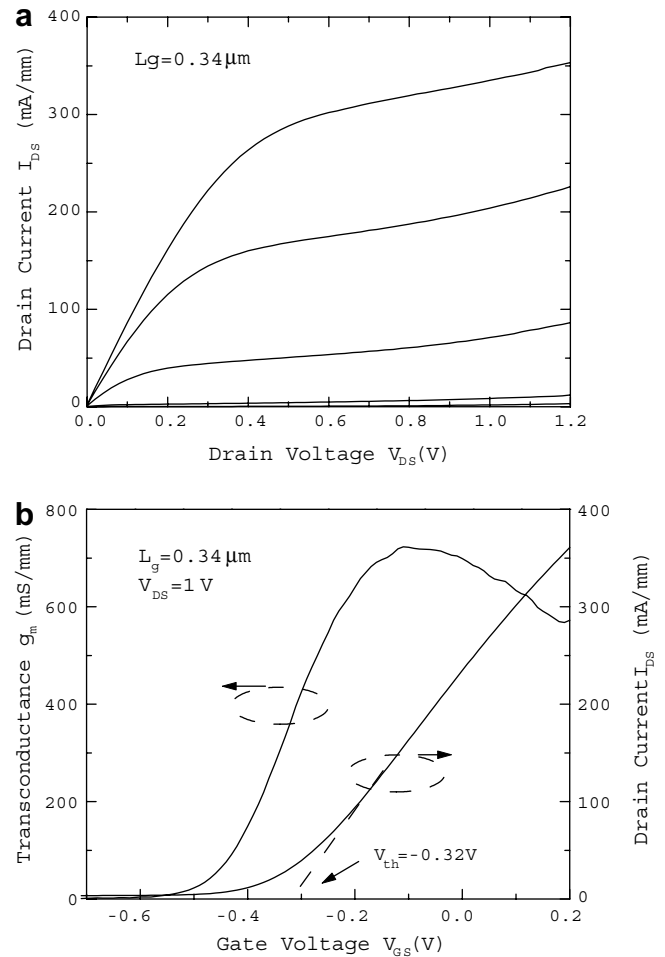 a
Lg=0.34μm
Drain Current I_DS (mA/mm)
400
300
200
100
0
0.0 0.2 0.4 0.6 0.8 1.0 1.2
Drain Voltage V_DS(V)
b
L_g=0.34μm
V_DS=1V
Transconductance g_m (mS/mm)
800
600
400
200
0
400
300
200
100
0
Drain Current I_DS (mA/mm)
V_th=-0.32V
-0.6 -0.4 -0.2 0.0 0.2
Gate Voltage V_GS(V)